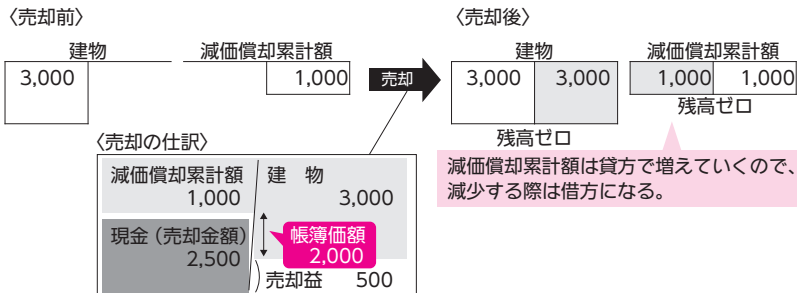 〈売却前〉
建物
減価償却累計額
3,000
1,000
売却
〈売却後〉
建物
減価償却累計額
3,000 3,000
1,000 1,000
残高ゼロ
残高ゼロ
減価償却累計額は貸方で増えていくので、
減少する際は借方になる。
〈売却の仕訳〉
減価償却累計額
1,000
建 物
3,000
現金（売却金額）
2,500
帳簿価額
2,000
売却益 500